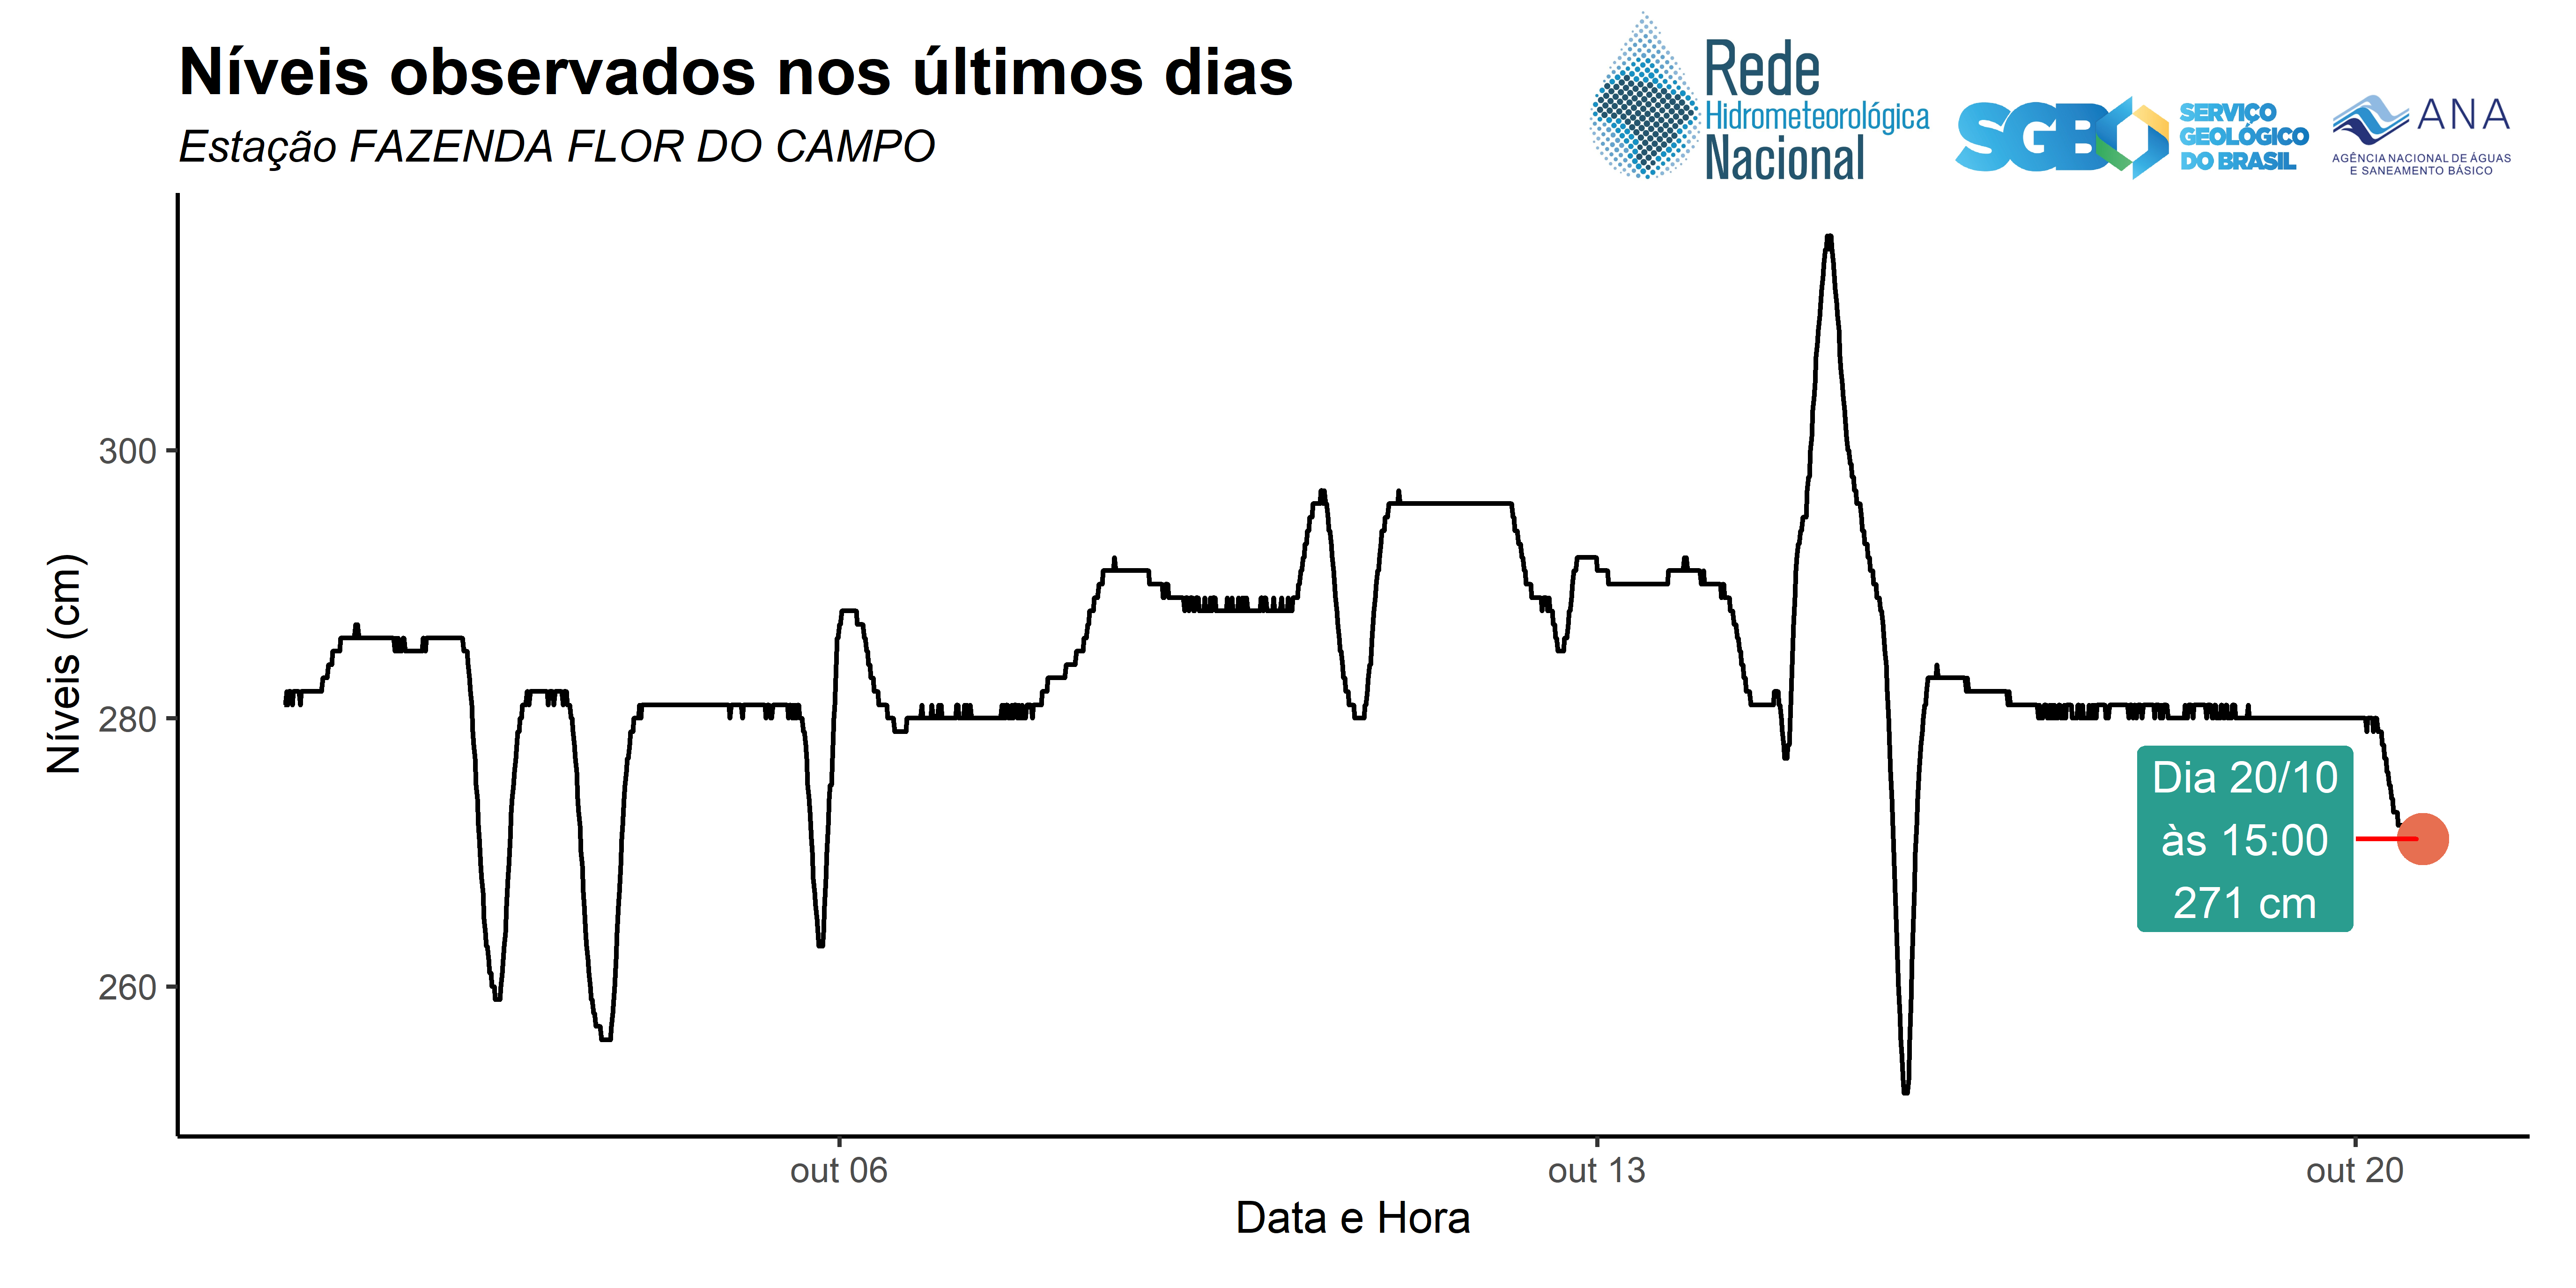 Níveis observados nos últimos dias
Estação FAZENDA FLOR DO CAMPO
Rede
Hidrometeorológica
Nacional
SGB
SERVIÇO
GEOLÓGICO
DO BRASIL
ANA
AGÊNCIA NACIONAL DE ÁGUAS
E SANEAMENTO BÁSICO
Níveis (cm)
300
280
260
Dia 20/10
às 15:00
271 cm
out 06
out 13
out 20
Data e Hora